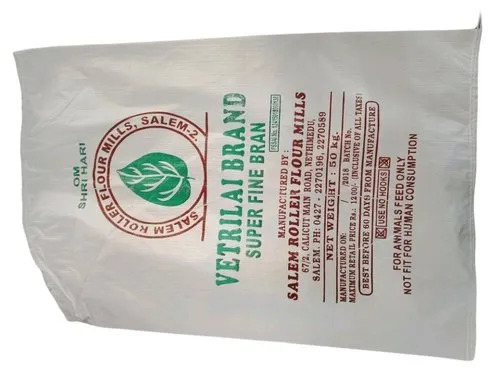 OM
SHRI HARI
SALEM ROLLER FLOUR MILLS, SALEM-2.
VETRILAI BRAND
SUPER FINE BRAN
FSSAI No.
MANUFACTURED BY :
SALEM ROLLER FLOUR MILLS
67/2, CALICUT MAIN ROAD, NETHIMEDU,
SALEM. PH: 0427 - 2270196, 2270589
NET WEIGHT : 50 kg.
MANUFACTURED ON: / /2018 BATCH No.
MAXIMUM RETAIL PRICE Rs.: 1200/- (INCLUSIVE OF ALL TAXES)
BEST BEFORE 60 DAYS FROM MANUFACTURE
USE NO HOOKS
FOR ANIMALS FEED ONLY
NOT FIT FOR HUMAN CONSUMPTION